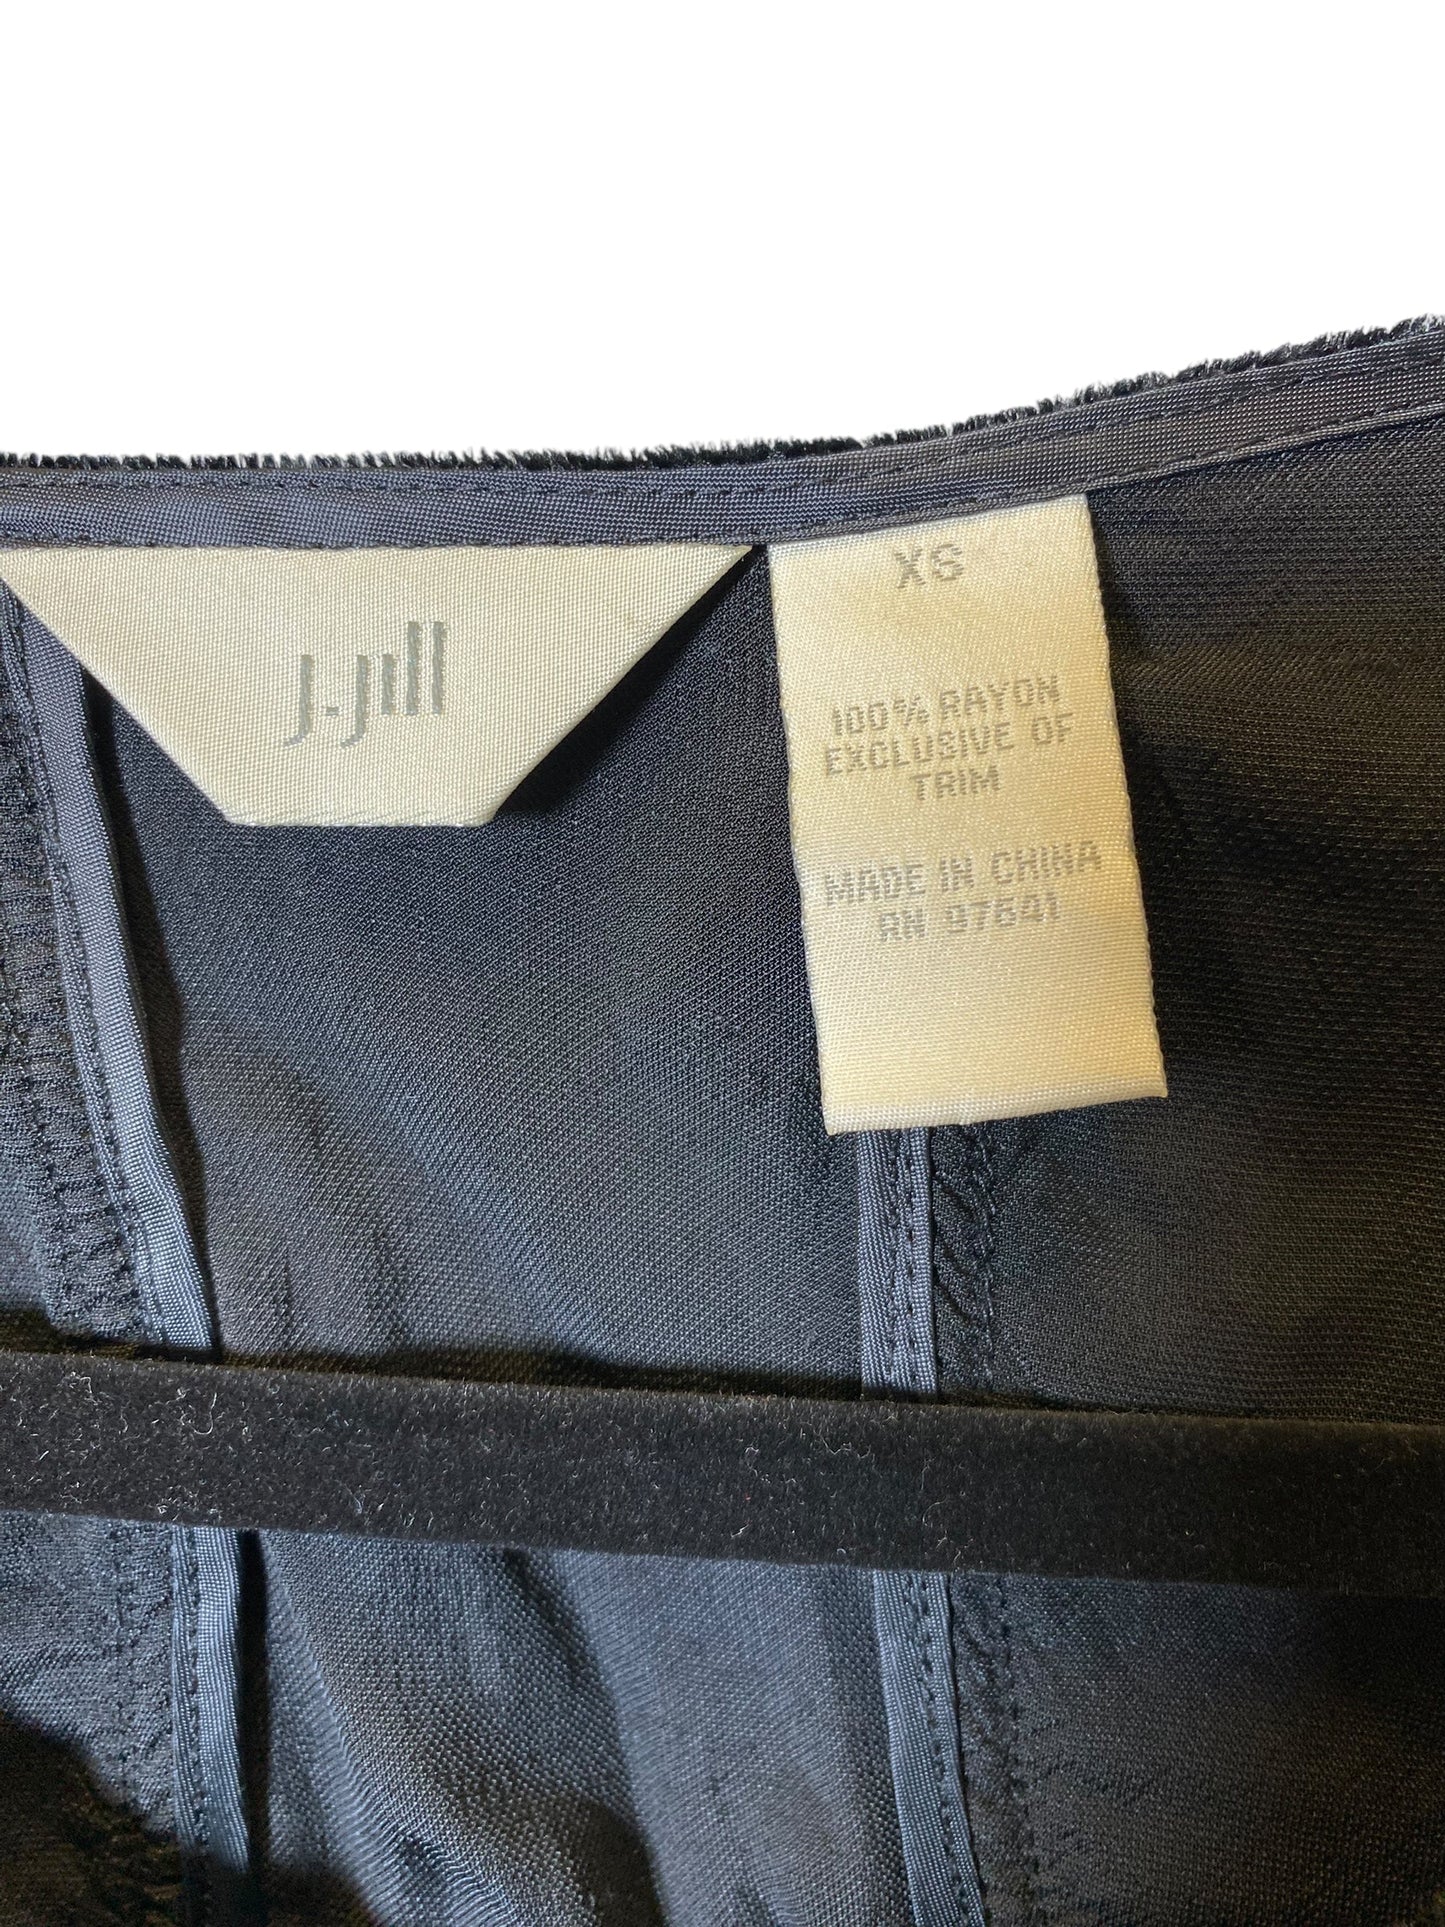 J.Jill
XS
100% RAYON
EXCLUSIVE OF
TRIM
MADE IN CHINA
RN 97641